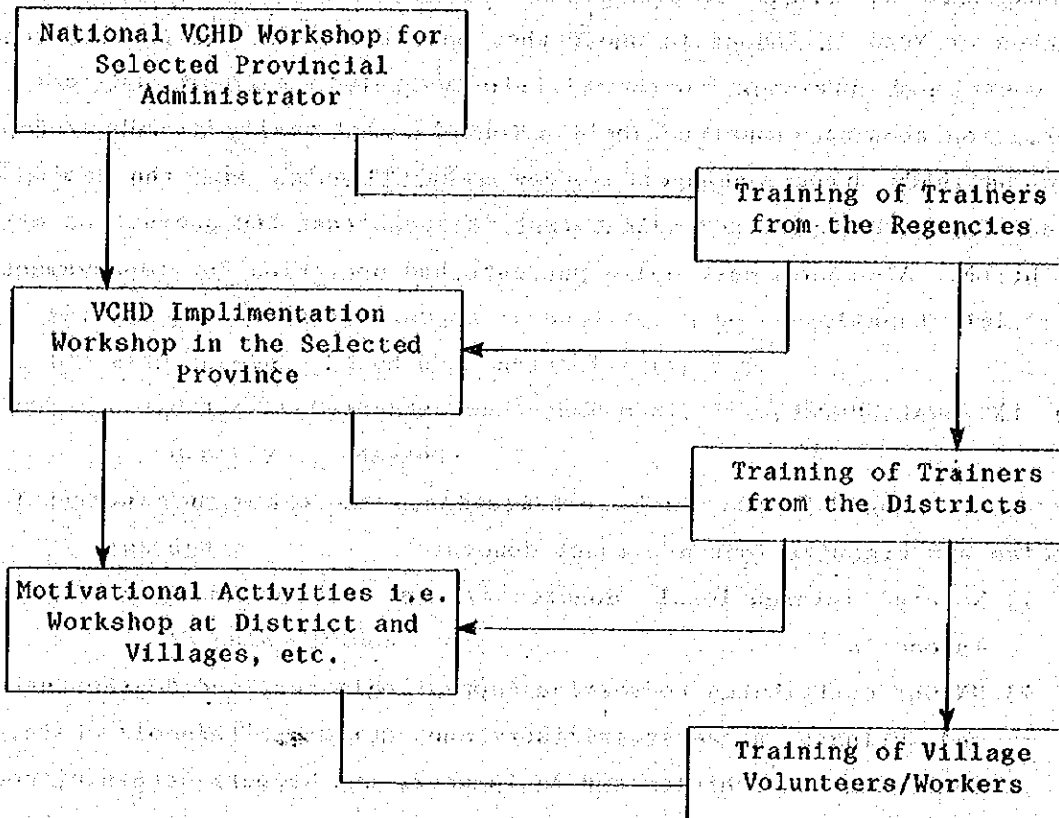 National VCHD Workshop for
Selected Provincial
Administrator
Training of Trainers
from the Regencies
VCHD Implimentation
Workshop in the Selected
Province
Training of Trainers
from the Districts
Motivational Activities i.e.
Workshop at District and
Villages, etc.
Training of Village
Volunteers/Workers